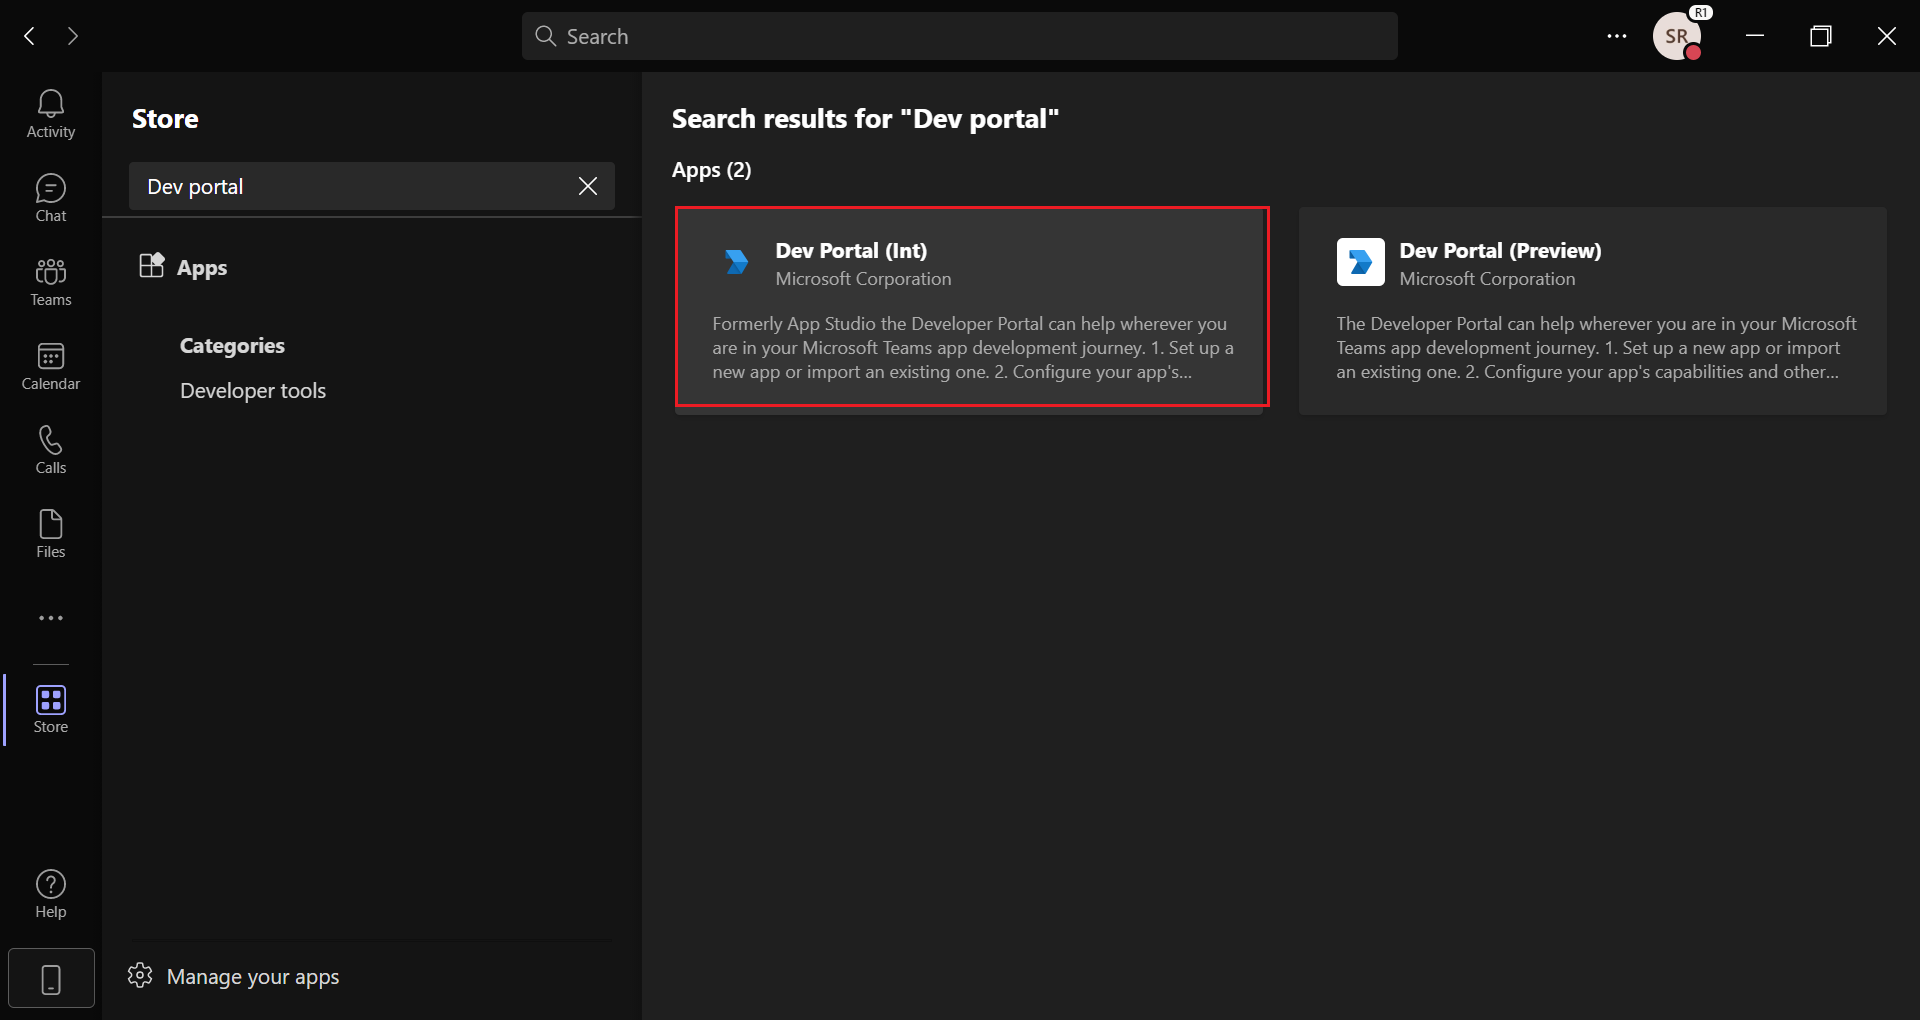 Search
SR
R1
Activity
Chat
Teams
Calendar
Calls
Files
Store
Help
Store
Dev portal
Apps
Categories
Developer tools
Manage your apps
Search results for "Dev portal"
Apps (2)
Dev Portal (Int)
Microsoft Corporation
Formerly App Studio the Developer Portal can help wherever you
are in your Microsoft Teams app development journey. 1. Set up a
new app or import an existing one. 2. Configure your app's...
Dev Portal (Preview)
Microsoft Corporation
The Developer Portal can help wherever you are in your Microsoft
Teams app development journey. 1. Set up a new app or import
an existing one. 2. Configure your app's capabilities and other...